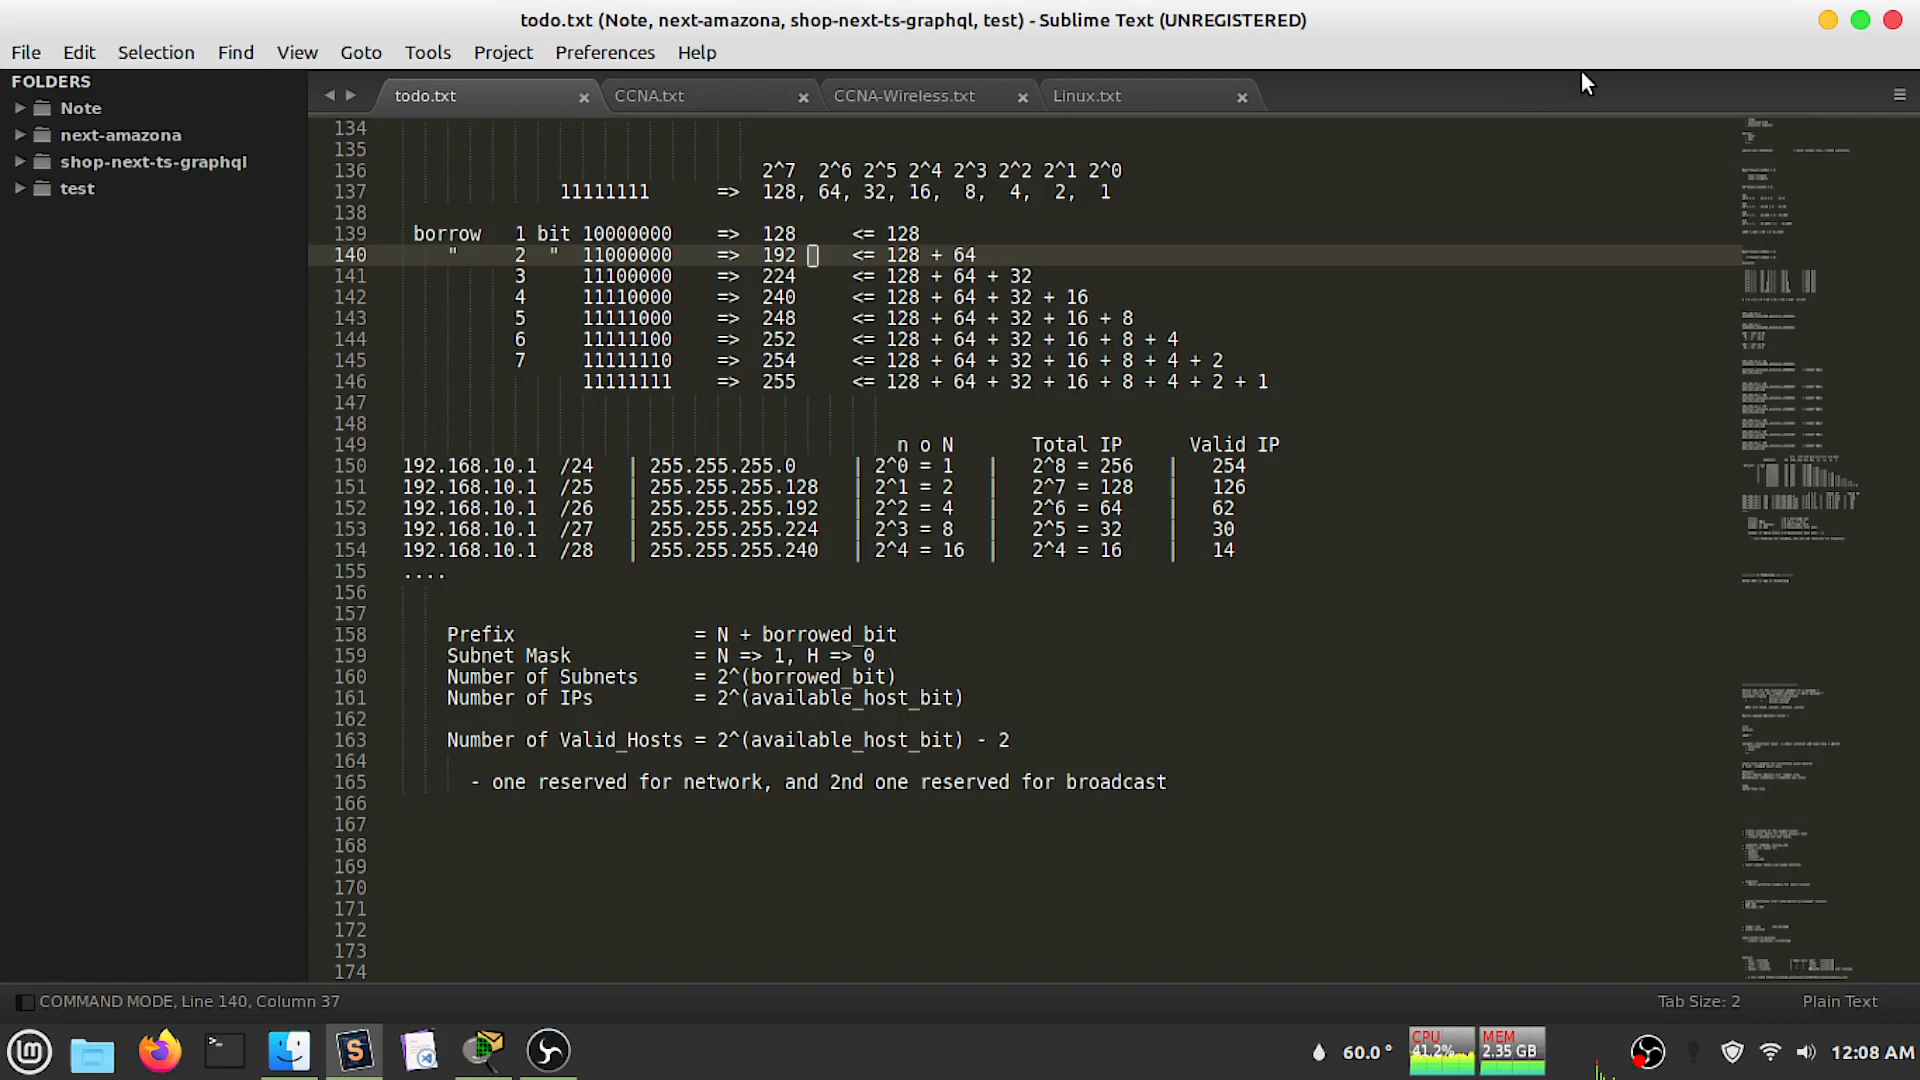 todo.txt (Note, next-amazona, shop-next-ts-graphql, test) - Sublime Text (UNREGISTERED)
File Edit Selection Find View Goto Tools Project Preferences Help
FOLDERS
Note
next-amazona
shop-next-ts-graphql
test
todo.txt CCNA.txt CCNA-Wireless.txt Linux.txt
134
135
136 2^7 2^6 2^5 2^4 2^3 2^2 2^1 2^0
137 11111111 => 128, 64, 32, 16, 8, 4, 2, 1
138
139 borrow 1 bit 10000000 => 128 <= 128
140 " 2 " 11000000 => 192 <= 128 + 64
141 3 11100000 => 224 <= 128 + 64 + 32
142 4 11110000 => 240 <= 128 + 64 + 32 + 16
143 5 11111000 => 248 <= 128 + 64 + 32 + 16 + 8
144 6 11111100 => 252 <= 128 + 64 + 32 + 16 + 8 + 4
145 7 11111110 => 254 <= 128 + 64 + 32 + 16 + 8 + 4 + 2
146 11111111 => 255 <= 128 + 64 + 32 + 16 + 8 + 4 + 2 + 1
147
148
149 n o N Total IP Valid IP
150 192.168.10.1 /24 | 255.255.255.0 | 2^0 = 1 | 2^8 = 256 | 254
151 192.168.10.1 /25 | 255.255.255.128 | 2^1 = 2 | 2^7 = 128 | 126
152 192.168.10.1 /26 | 255.255.255.192 | 2^2 = 4 | 2^6 = 64 | 62
153 192.168.10.1 /27 | 255.255.255.224 | 2^3 = 8 | 2^5 = 32 | 30
154 192.168.10.1 /28 | 255.255.255.240 | 2^4 = 16 | 2^4 = 16 | 14
155 ....
156
157
158 Prefix = N + borrowed_bit
159 Subnet Mask = N => 1, H => 0
160 Number of Subnets = 2^(borrowed_bit)
161 Number of IPs = 2^(available_host_bit)
162
163 Number of Valid_Hosts = 2^(available_host_bit) - 2
164
165 - one reserved for network, and 2nd one reserved for broadcast
166
167
168
169
170
171
172
173
174
COMMAND MODE, Line 140, Column 37 Tab Size: 2 Plain Text
60.0 ° CPU 41.2% MEM 2.35 GB 12:08 AM